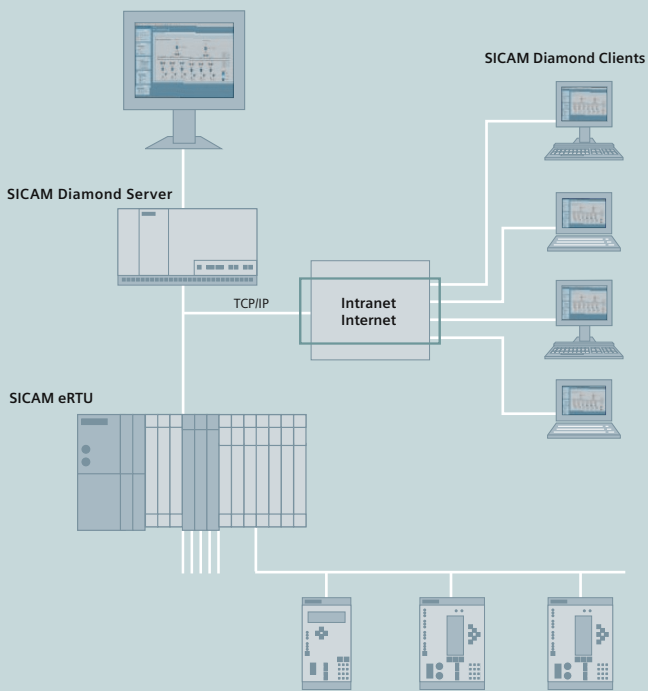 SICAM Diamond Clients
SICAM Diamond Server
TCP/IP
Intranet
Internet
SICAM eRTU